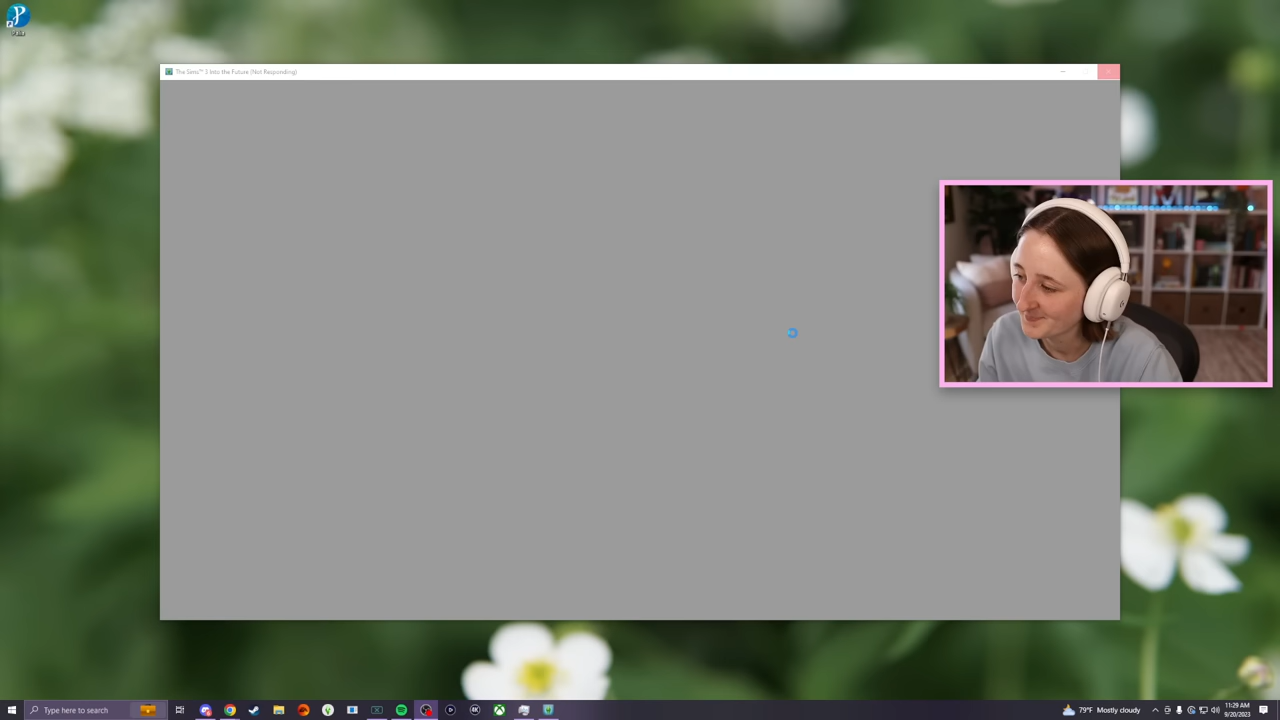 Palia
The Sims™ 3 Into the Future (Not Responding)
Type here to search
79°F Mostly cloudy
11:29 AM
9/20/2023